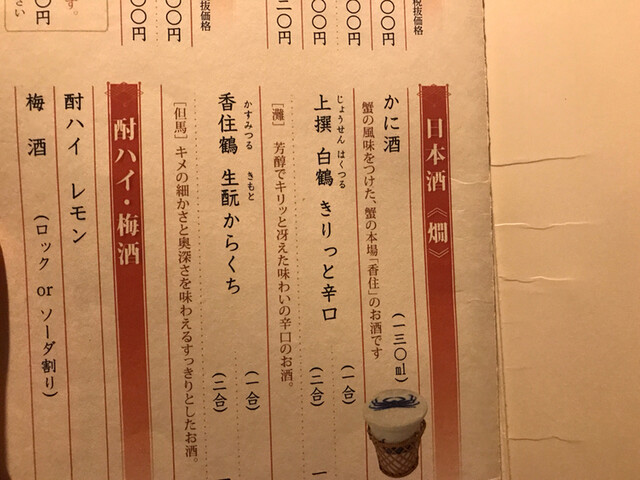 抜価格
〇〇円
〇〇〇円
二一〇円
税抜価格
〇〇円
〇〇〇円
す。
さい
〇円
日本酒《燗》
かに酒
(一三〇ml)
蟹の風味をつけた、蟹の本場「香住」のお酒です
じょうせん はくつる
上撰 白鶴 きりっと辛口
(一合)
(二合)
一
[灘] 芳醇でキリッと冴えた味わいの辛口のお酒。
かすみつる きもと
香住鶴 生酛からくち
(一合)
(二合)
[但馬] キメの細かさと奥深さを味わえるすっきりとしたお酒。
酎ハイ・梅酒
酎ハイ レモン
梅酒
(ロック or ソーダ割り)